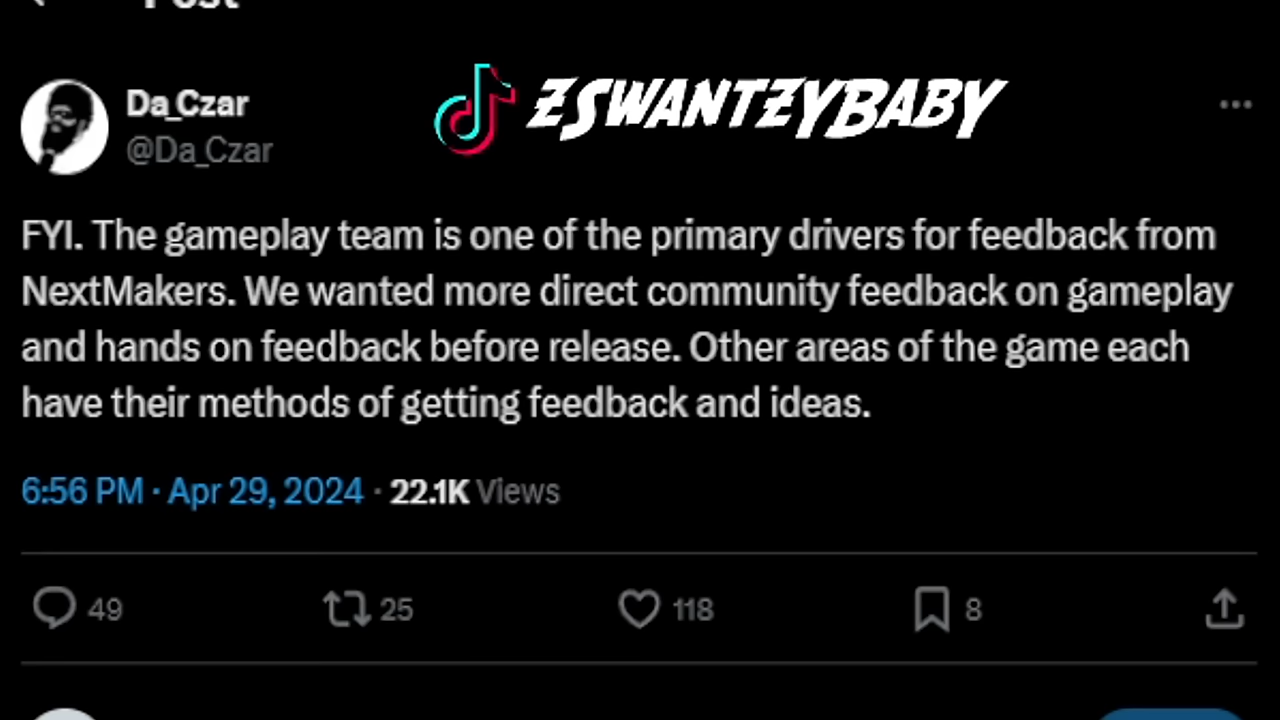 Post
Da_Czar
@Da_Czar
ZSWANTZYBABY
FYI. The gameplay team is one of the primary drivers for feedback from
NextMakers. We wanted more direct community feedback on gameplay
and hands on feedback before release. Other areas of the game each
have their methods of getting feedback and ideas.
6:56 PM · Apr 29, 2024 · 22.1K Views
49 25 118 8